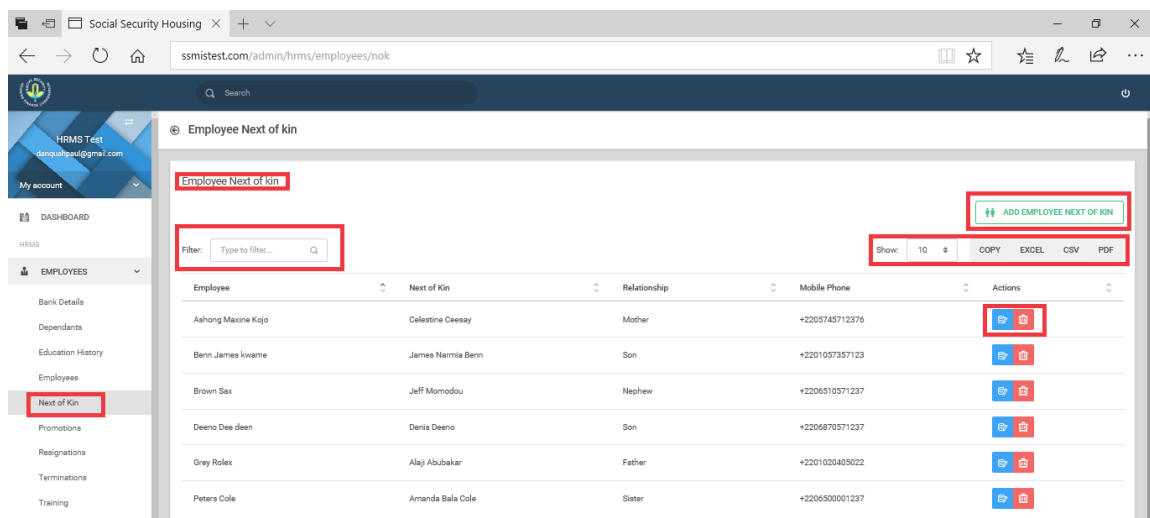 Social Security Housing
ssmistest.com/admin/hrms/employees/nok
Search
HRMS Test
danquahpaul@gmail.com
My account
DASHBOARD
HRMS
EMPLOYEES
Bank Details
Dependants
Education History
Employees
Next of Kin
Promotions
Resignations
Terminations
Training
Employee Next of kin
Employee Next of kin
ADD EMPLOYEE NEXT OF KIN
Filter: Type to filter... Show: 10 COPY EXCEL CSV PDF
Employee Next of Kin Relationship Mobile Phone Actions
Ashong Maxine Kojo Celestine Ceesay Mother +2205745712376
Benn James kwame James Narmia Benn Son +2201057357123
Brown Sax Jeff Momodou Nephew +2206510571237
Deeno Dee deen Denis Deeno Son +2206870571237
Grey Rolex Alaji Abubakar Father +2201020405022
Peters Cole Amanda Bala Cole Sister +2206500001237